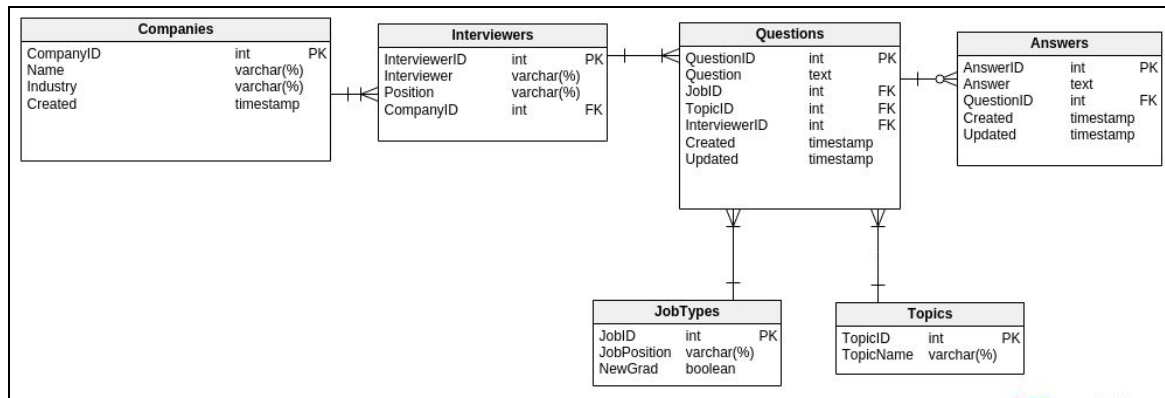 Companies
CompanyID int PK
Name varchar(%)
Industry varchar(%)
Created timestamp
Interviewers
InterviewerID int PK
Interviewer varchar(%)
Position varchar(%)
CompanyID int FK
Questions
QuestionID int PK
Question text
JobID int FK
TopicID int FK
InterviewerID int FK
Created timestamp
Updated timestamp
Answers
AnswerID int PK
Answer text
QuestionID int FK
Created timestamp
Updated timestamp
JobTypes
JobID int PK
JobPosition varchar(%)
NewGrad boolean
Topics
TopicID int PK
TopicName varchar(%)